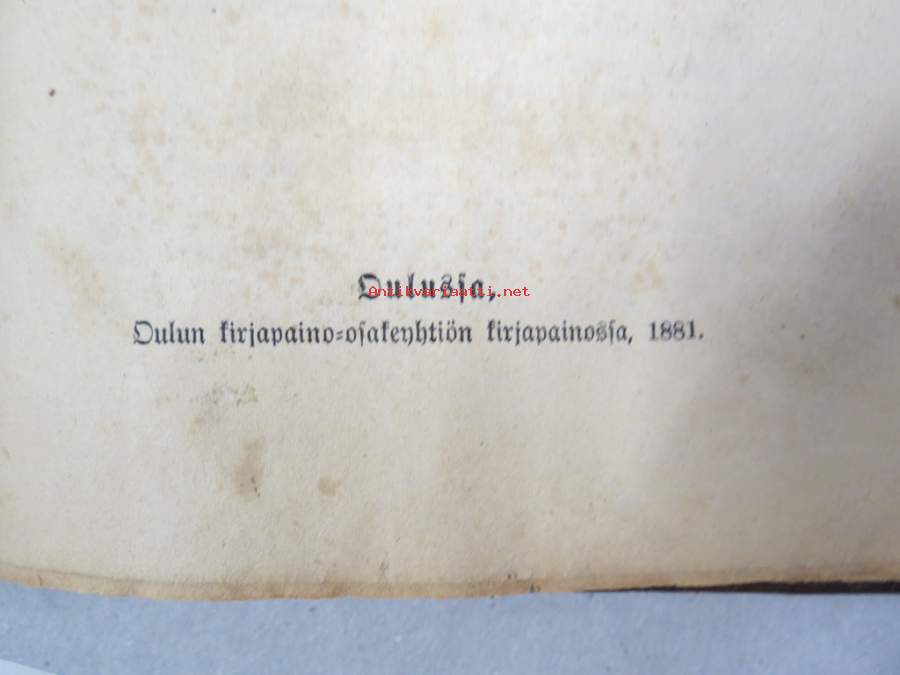 Oulussa,
Antikvariaatti.net
Oulun kirjapaino-osakeyhtiön kirjapainossa, 1881.